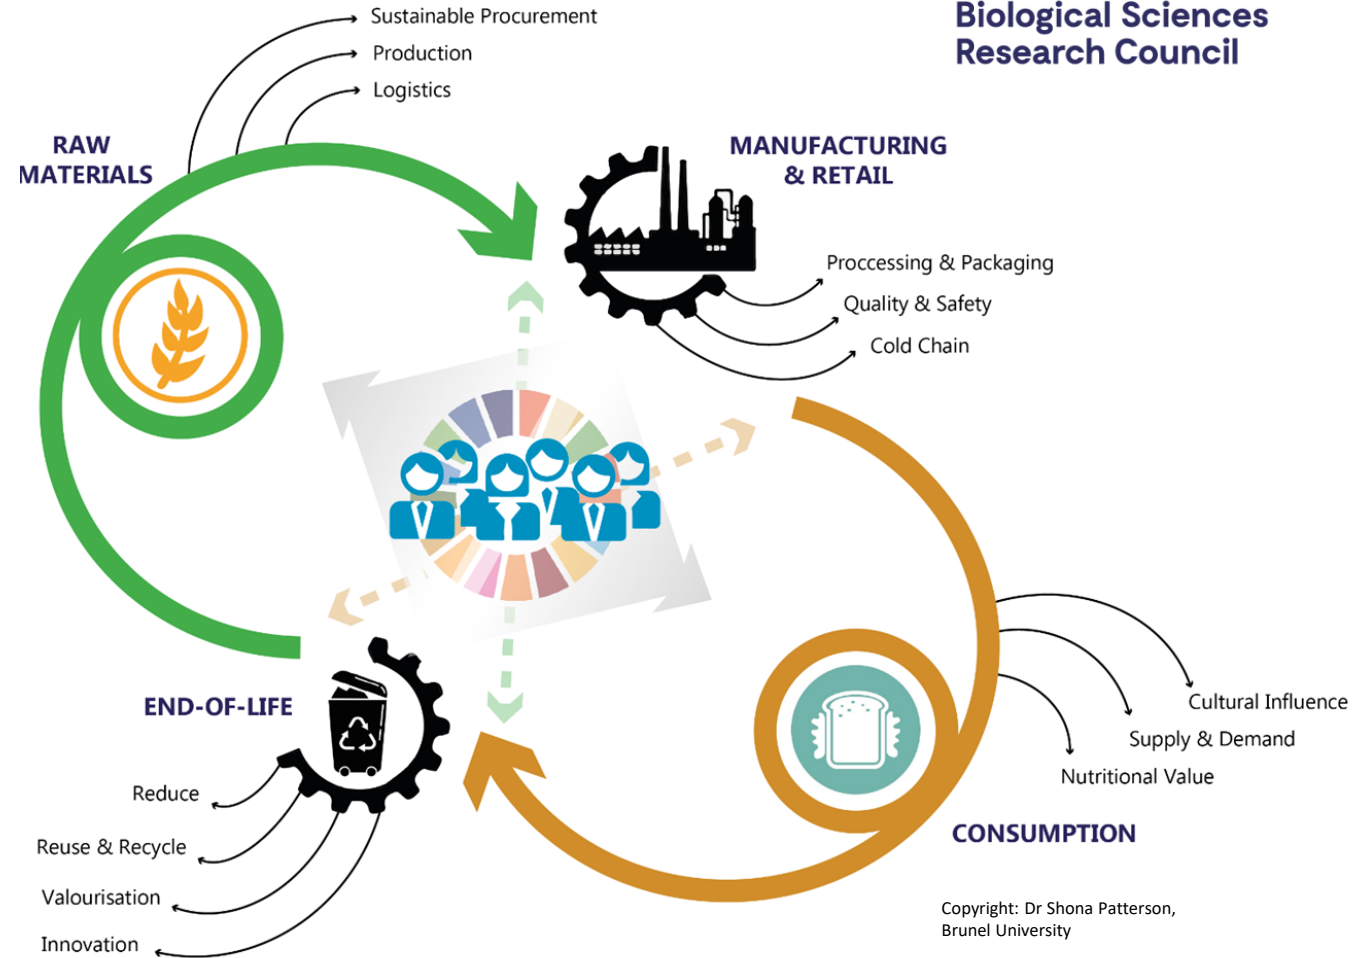 Biological Sciences
Research Council
Sustainable Procurement
Production
Logistics
RAW
MATERIALS
MANUFACTURING
& RETAIL
Proccessing & Packaging
Quality & Safety
Cold Chain
END-OF-LIFE
Reduce
Reuse & Recycle
Valourisation
Innovation
Cultural Influence
Supply & Demand
Nutritional Value
CONSUMPTION
Copyright: Dr Shona Patterson,
Brunel University